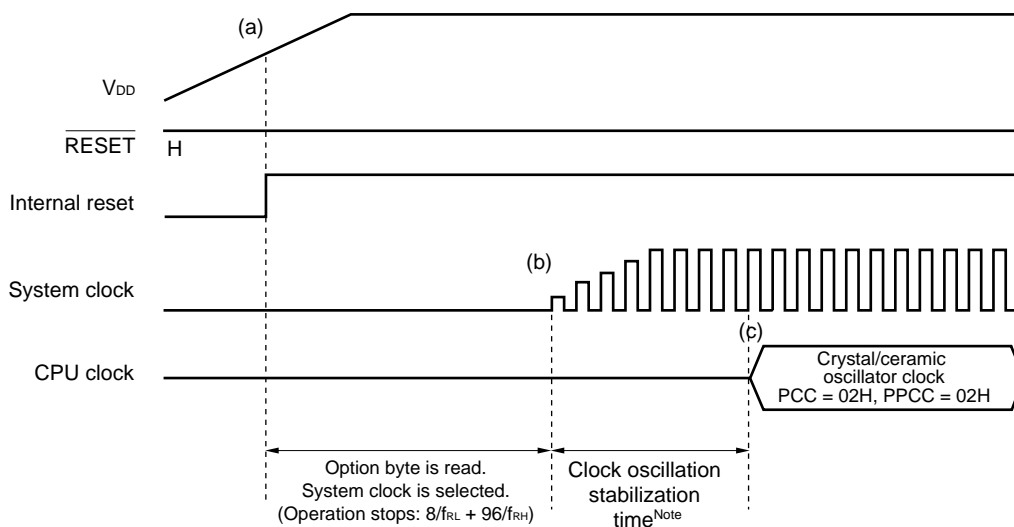 (a)
VDD
RESET
H
Internal reset
(b)
System clock
(c)
CPU clock
Crystal/ceramic
oscillator clock
PCC = 02H, PPCC = 02H
Option byte is read.
System clock is selected.
(Operation stops: 8/fRL + 96/fRH)
Clock oscillation
stabilization
timeNote